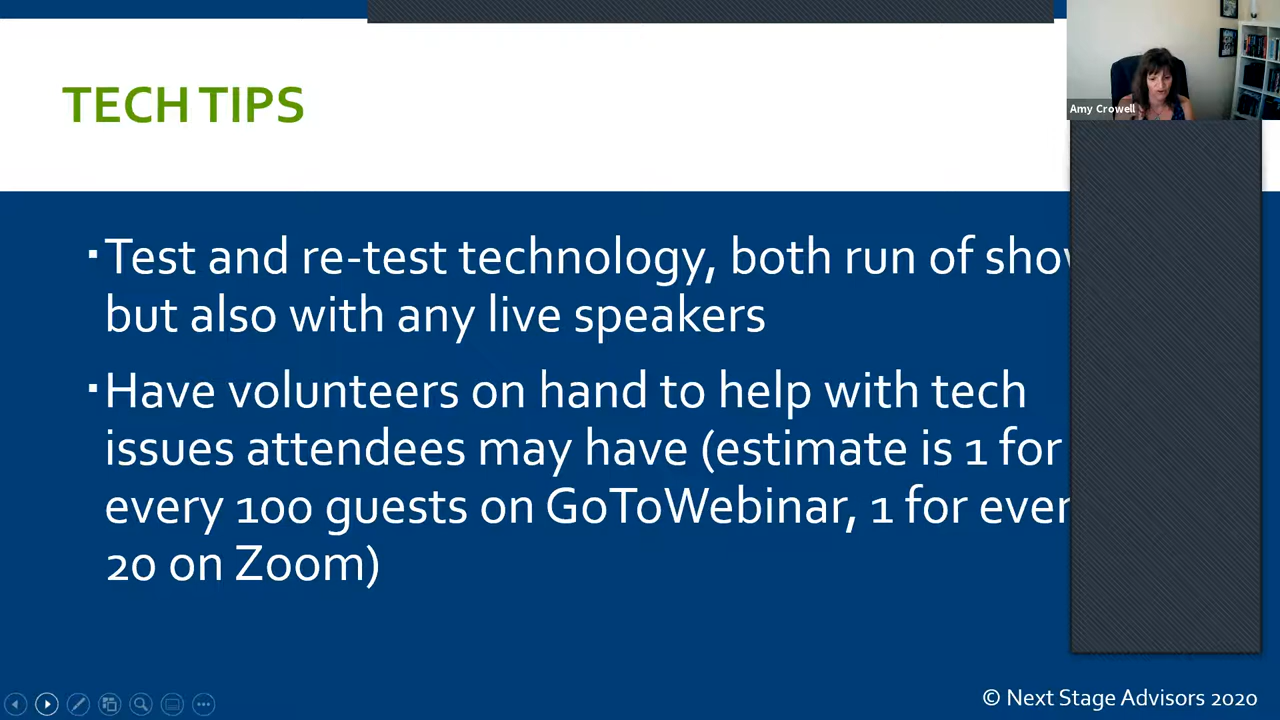 TECH TIPS
Amy Crowell
▪Test and re-test technology, both run of
but also with any live speakers
▪Have volunteers on hand to help with tech
issues attendees may have (estimate is 1 for
every 100 guests on GoToWebinar, 1 for
20 on Zoom)
© Next Stage Advisors 2020